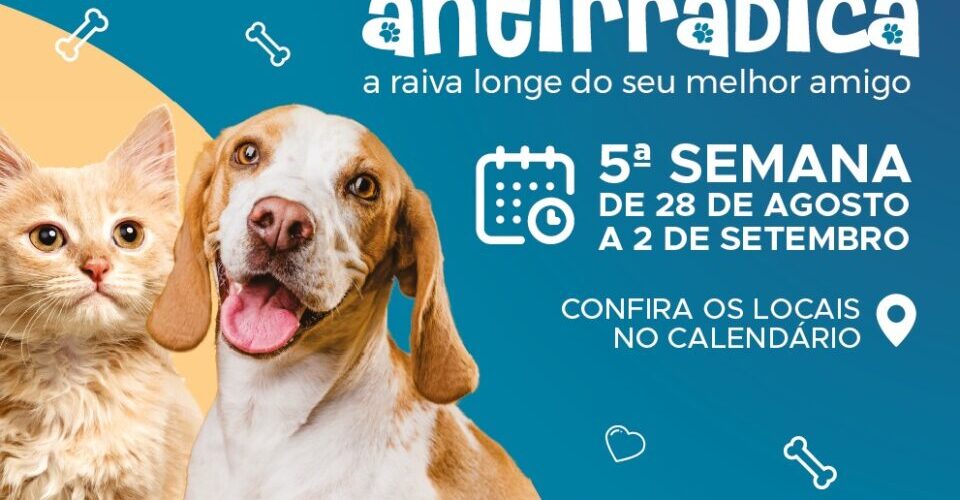 antirrábica
a raiva longe do seu melhor amigo
5ª SEMANA
DE 28 DE AGOSTO
A 2 DE SETEMBRO
CONFIRA OS LOCAIS
NO CALENDÁRIO